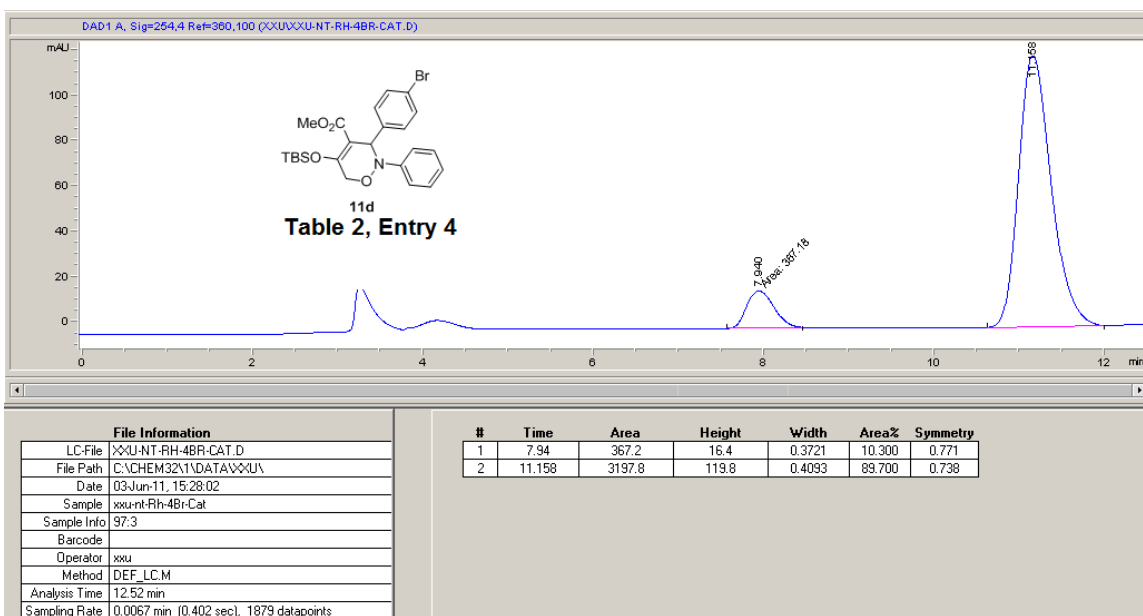 DAD1 A, Sig=254,4 Ref=360,100 (XXU\XXU-NT-RH-4BR-CAT.D)
mAU
100
80
60
40
20
0
Br
MeO2C
TBSO
N
O
11d
Table 2, Entry 4
7.940
Area: 367.18
11.158
0 2 4 6 8 10 12 min
File Information
LC-File XXU-NT-RH-4BR-CAT.D
File Path C:\CHEM32\1\DATA\XXU\
Date 03-Jun-11, 15:28:02
Sample xxu-nt-Rh-4Br-Cat
Sample Info 97:3
Barcode
Operator xxu
Method DEF_LC.M
Analysis Time 12.52 min
Sampling Rate 0.0067 min (0.402 sec), 1879 datapoints
# Time Area Height Width Area% Symmetry
1 7.94 367.2 16.4 0.3721 10.300 0.771
2 11.158 3197.8 119.8 0.4093 89.700 0.738